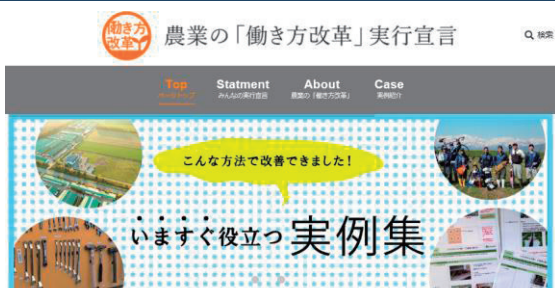 働き方
改革
農業の「働き方改革」実行宣言
検索
Top
Statment
About
Case
みんなの実行宣言
農業の「働き方改革」
実例紹介
こんな方法で改善できました！
いますぐ役立つ 実例集